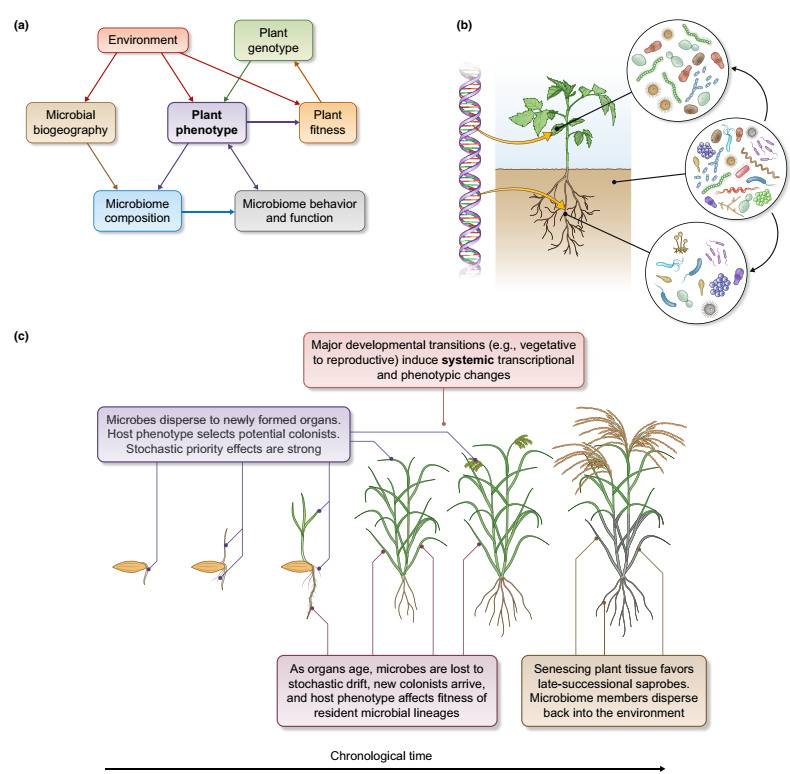 (a)
Environment
Plant
genotype
Microbial
biogeography
Plant
phenotype
Plant
fitness
Microbiome
composition
Microbiome behavior
and function
(b)
(c)
Major developmental transitions (e.g., vegetative
to reproductive) induce systemic transcriptional
and phenotypic changes
Microbes disperse to newly formed organs.
Host phenotype selects potential colonists.
Stochastic priority effects are strong
As organs age, microbes are lost to
stochastic drift, new colonists arrive,
and host phenotype affects fitness of
resident microbial lineages
Senescing plant tissue favors
late-successional saprobes.
Microbiome members disperse
back into the environment
Chronological time